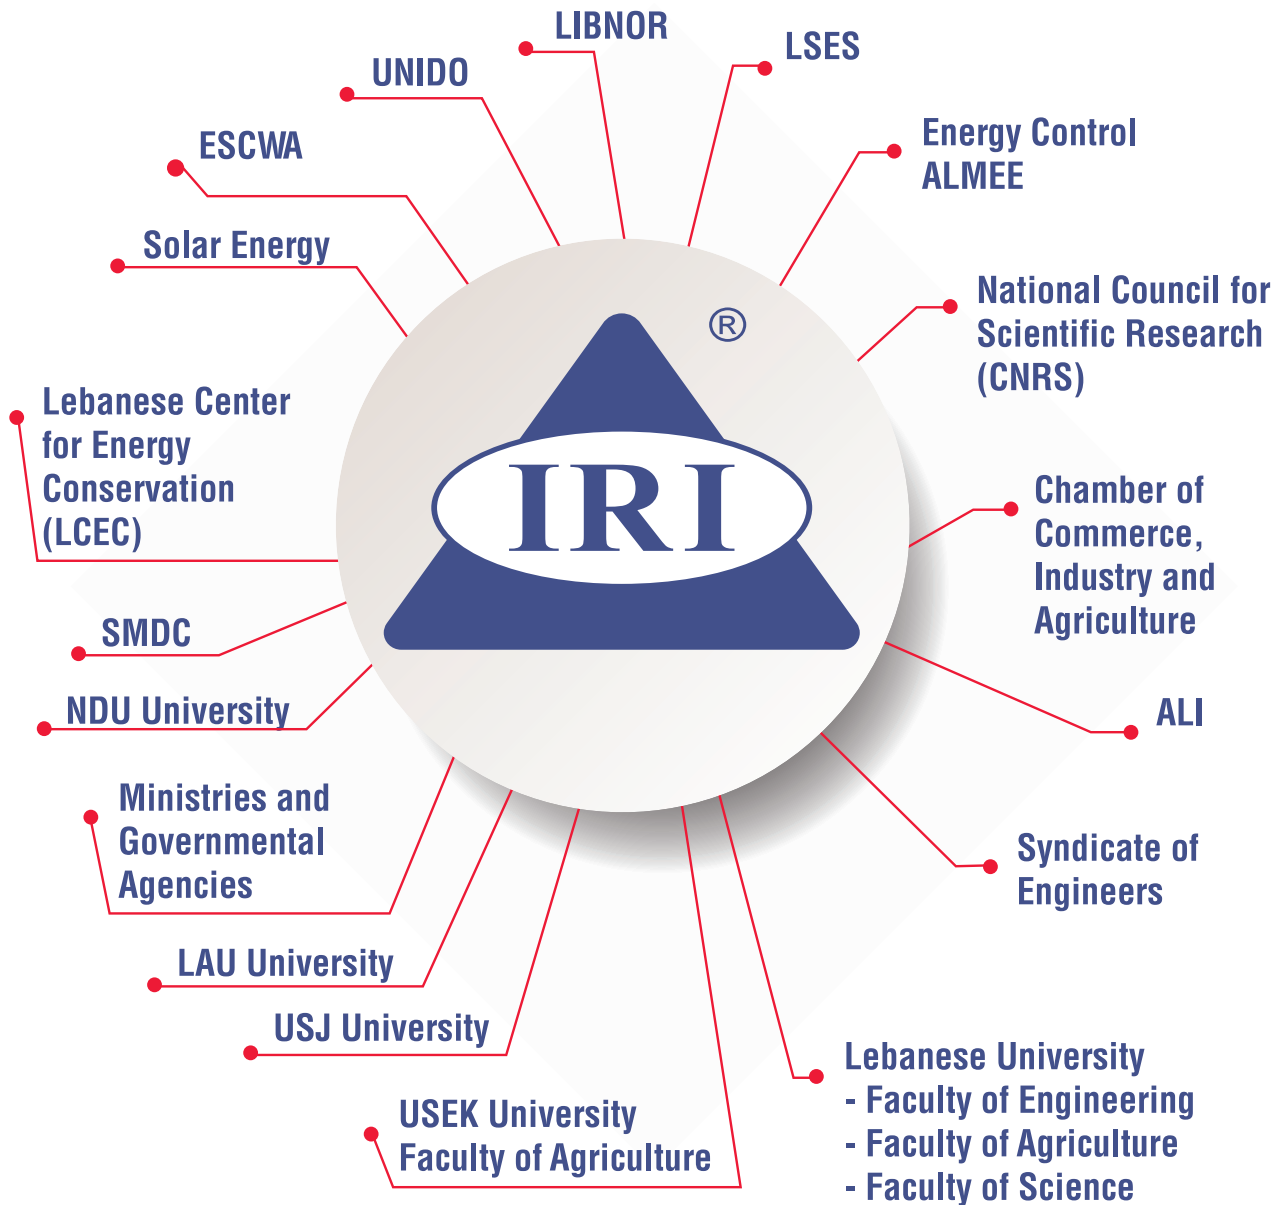 LIBNOR
LSES
UNIDO
Energy Control
ALMEE
ESCWA
Solar Energy
National Council for
Scientific Research
(CNRS)
®
Lebanese Center
for Energy
Conservation
(LCEC)
IRI
Chamber of
Commerce,
Industry and
Agriculture
SMDC
NDU University
ALI
Ministries and
Governmental
Agencies
Syndicate of
Engineers
LAU University
USJ University
Lebanese University
- Faculty of Engineering
- Faculty of Agriculture
- Faculty of Science
USEK University
Faculty of Agriculture